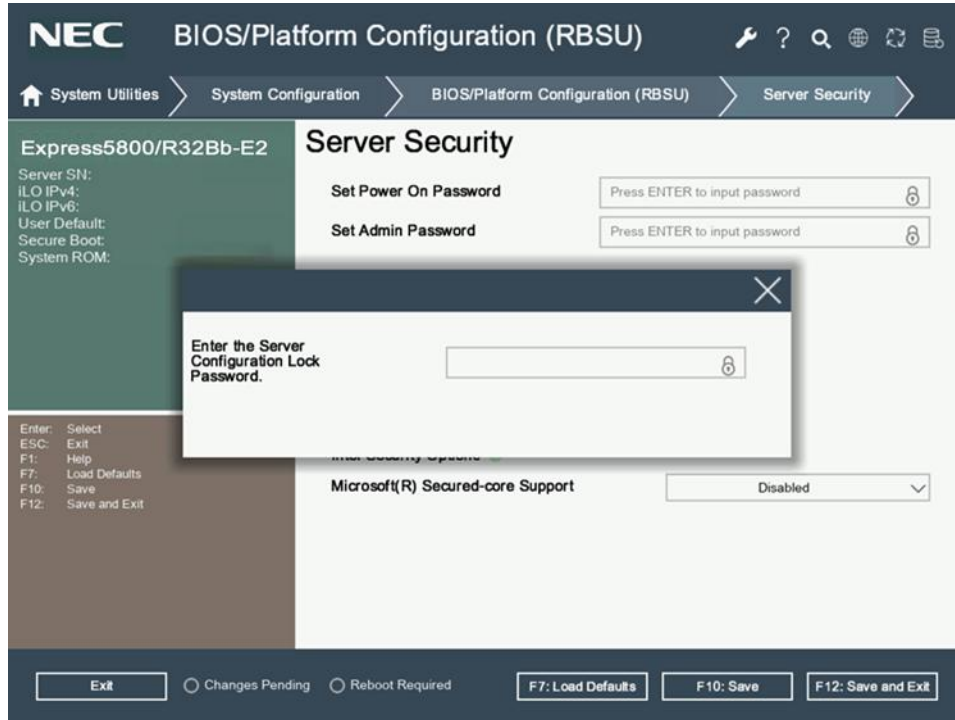 NEC BIOS/Platform Configuration (RBSU)
System Utilities System Configuration BIOS/Platform Configuration (RBSU) Server Security
Express5800/R32Bb-E2
Server SN:
iLO IPv4:
iLO IPv6:
User Default:
Secure Boot:
System ROM:
Server Security
Set Power On Password Press ENTER to input password
Set Admin Password Press ENTER to input password
Enter the Server
Configuration Lock
Password.
Enter: Select
ESC: Exit
F1: Help
F7: Load Defaults
F10: Save
F12: Save and Exit
Microsoft(R) Secured-core Support Disabled
Exit Changes Pending Reboot Required F7: Load Defaults F10: Save F12: Save and Exit